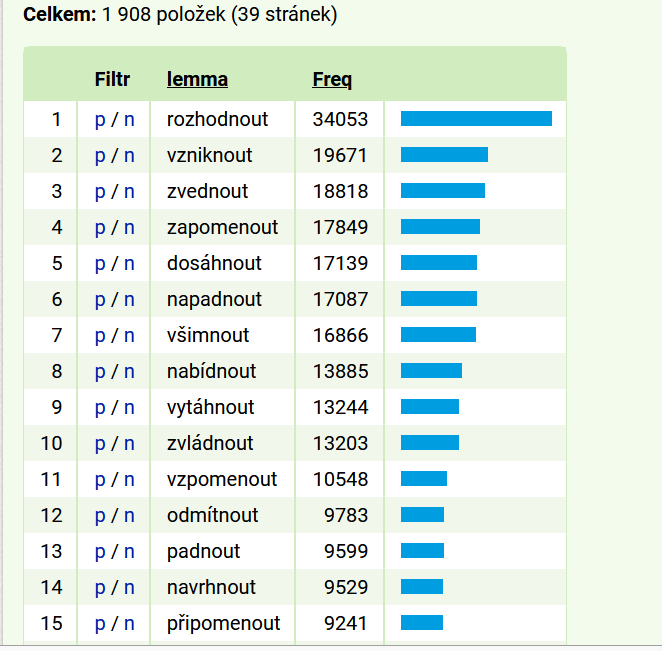 Celkem: 1 908 položek (39 stránek)
Filtr lemma Freq
1 p / n rozhodnout 34053
2 p / n vzniknout 19671
3 p / n zvednout 18818
4 p / n zapomenout 17849
5 p / n dosáhnout 17139
6 p / n napadnout 17087
7 p / n všimnout 16866
8 p / n nabídnout 13885
9 p / n vytáhnout 13244
10 p / n zvládnout 13203
11 p / n vzpomenout 10548
12 p / n odmítnout 9783
13 p / n padnout 9599
14 p / n navrhnout 9529
15 p / n připomenout 9241